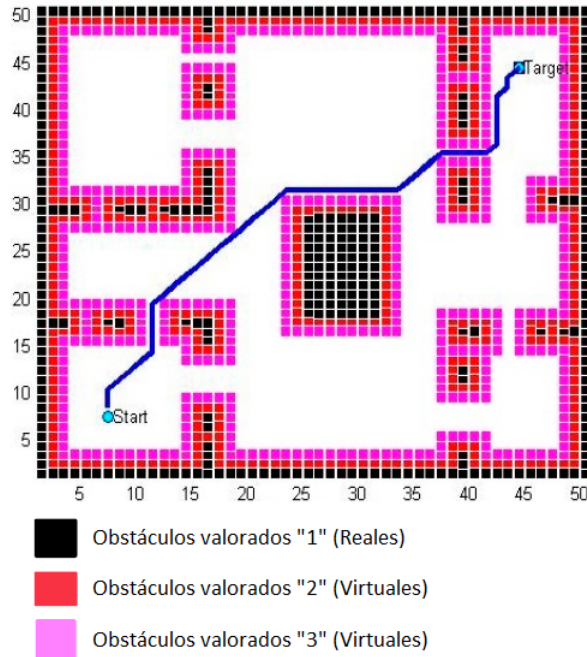 50
45
Target
40
35
30
25
20
15
10
Start
5
5 10 15 20 25 30 35 40 45 50
Obstáculos valorados "1" (Reales)
Obstáculos valorados "2" (Virtuales)
Obstáculos valorados "3" (Virtuales)